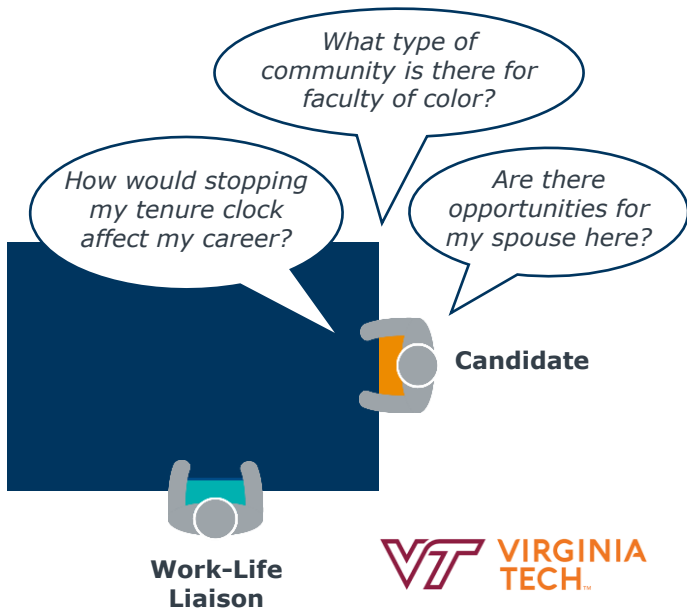 What type of
community is there for
faculty of color?
How would stopping
my tenure clock
affect my career?
Are there
opportunities for
my spouse here?
Candidate
Work-Life
Liaison
VT VIRGINIA
TECH™